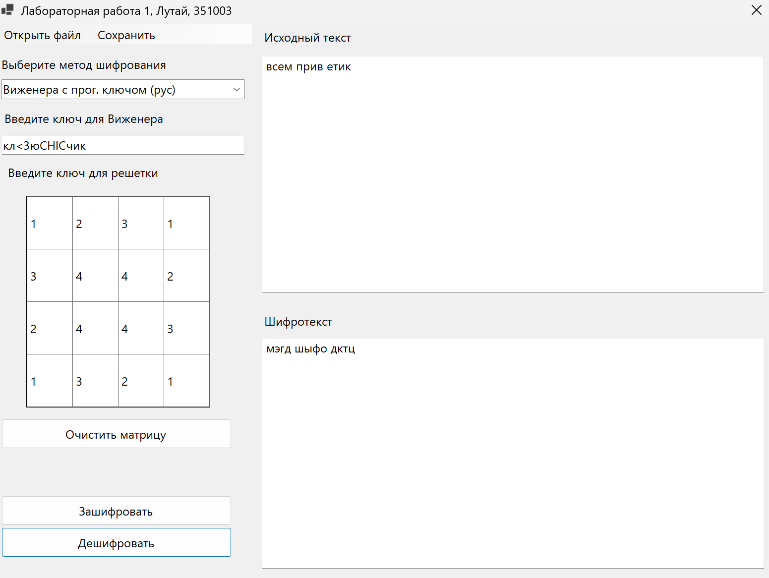 Лабораторная работа 1, Лутай, 351003
Открыть файл Сохранить
Выберите метод шифрования
Виженера с прог. ключом (рус)
Введите ключ для Виженера
кл<ЗюCHICчик
Введите ключ для решетки
1 2 3 1
3 4 4 2
2 4 4 3
1 3 2 1
Очистить матрицу
Зашифровать
Дешифровать
Исходный текст
всем прив етик
Шифротекст
мэгд шыфо дктц